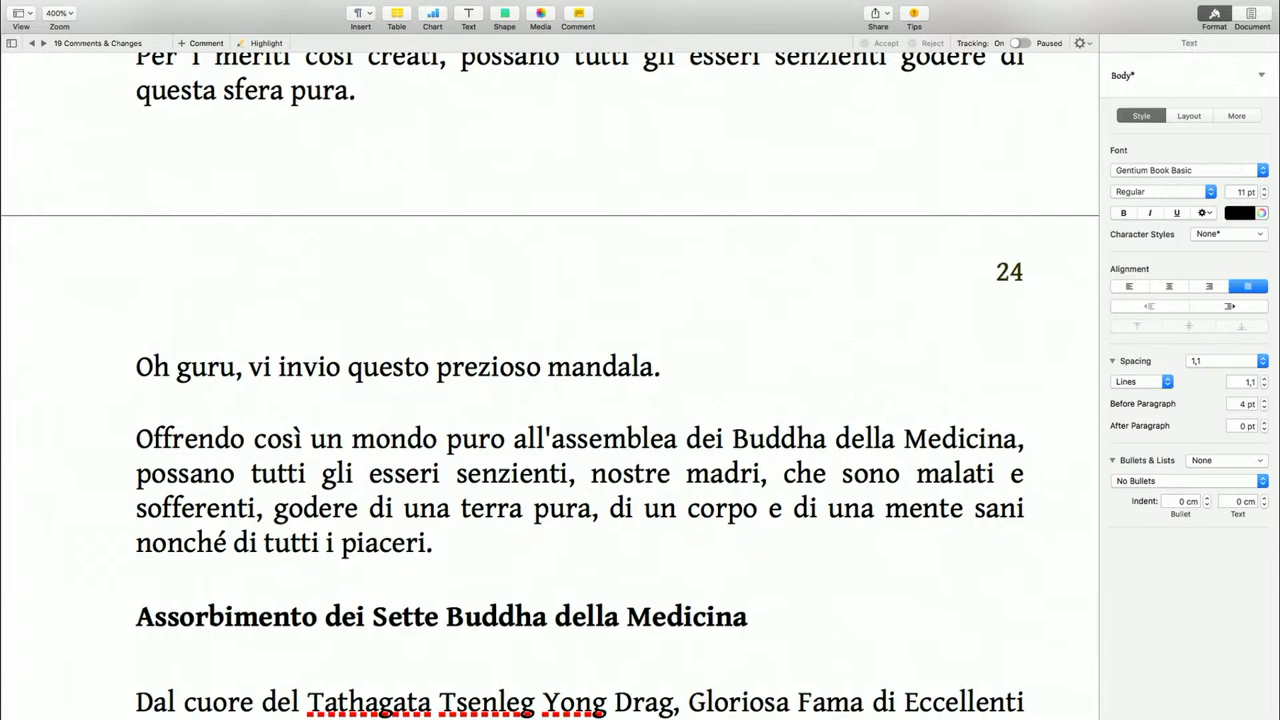 400%
View
Zoom
Insert
Table
Chart
Text
Shape
Media
Comment
Share
Tips
Format
Document
19 Comments & Changes
+ Comment
Highlight
Accept
Reject
Tracking: On
Paused
Text
Per i meriti così creati, possano tutti gli esseri senzienti godere di
questa sfera pura.
24
Oh guru, vi invio questo prezioso mandala.
Offrendo così un mondo puro all'assemblea dei Buddha della Medicina,
possano tutti gli esseri senzienti, nostre madri, che sono malati e
sofferenti, godere di una terra pura, di un corpo e di una mente sani
nonché di tutti i piaceri.
Assorbimento dei Sette Buddha della Medicina
Dal cuore del Tathagata Tsenleg Yong Drag, Gloriosa Fama di Eccellenti
Body*
Style
Layout
More
Font
Gentium Book Basic
Regular
11 pt
B I U
Character Styles
None*
Alignment
Spacing
1,1
Lines
1,1
Before Paragraph
4 pt
After Paragraph
0 pt
Bullets & Lists
None
No Bullets
Indent:
0 cm
0 cm
Bullet
Text